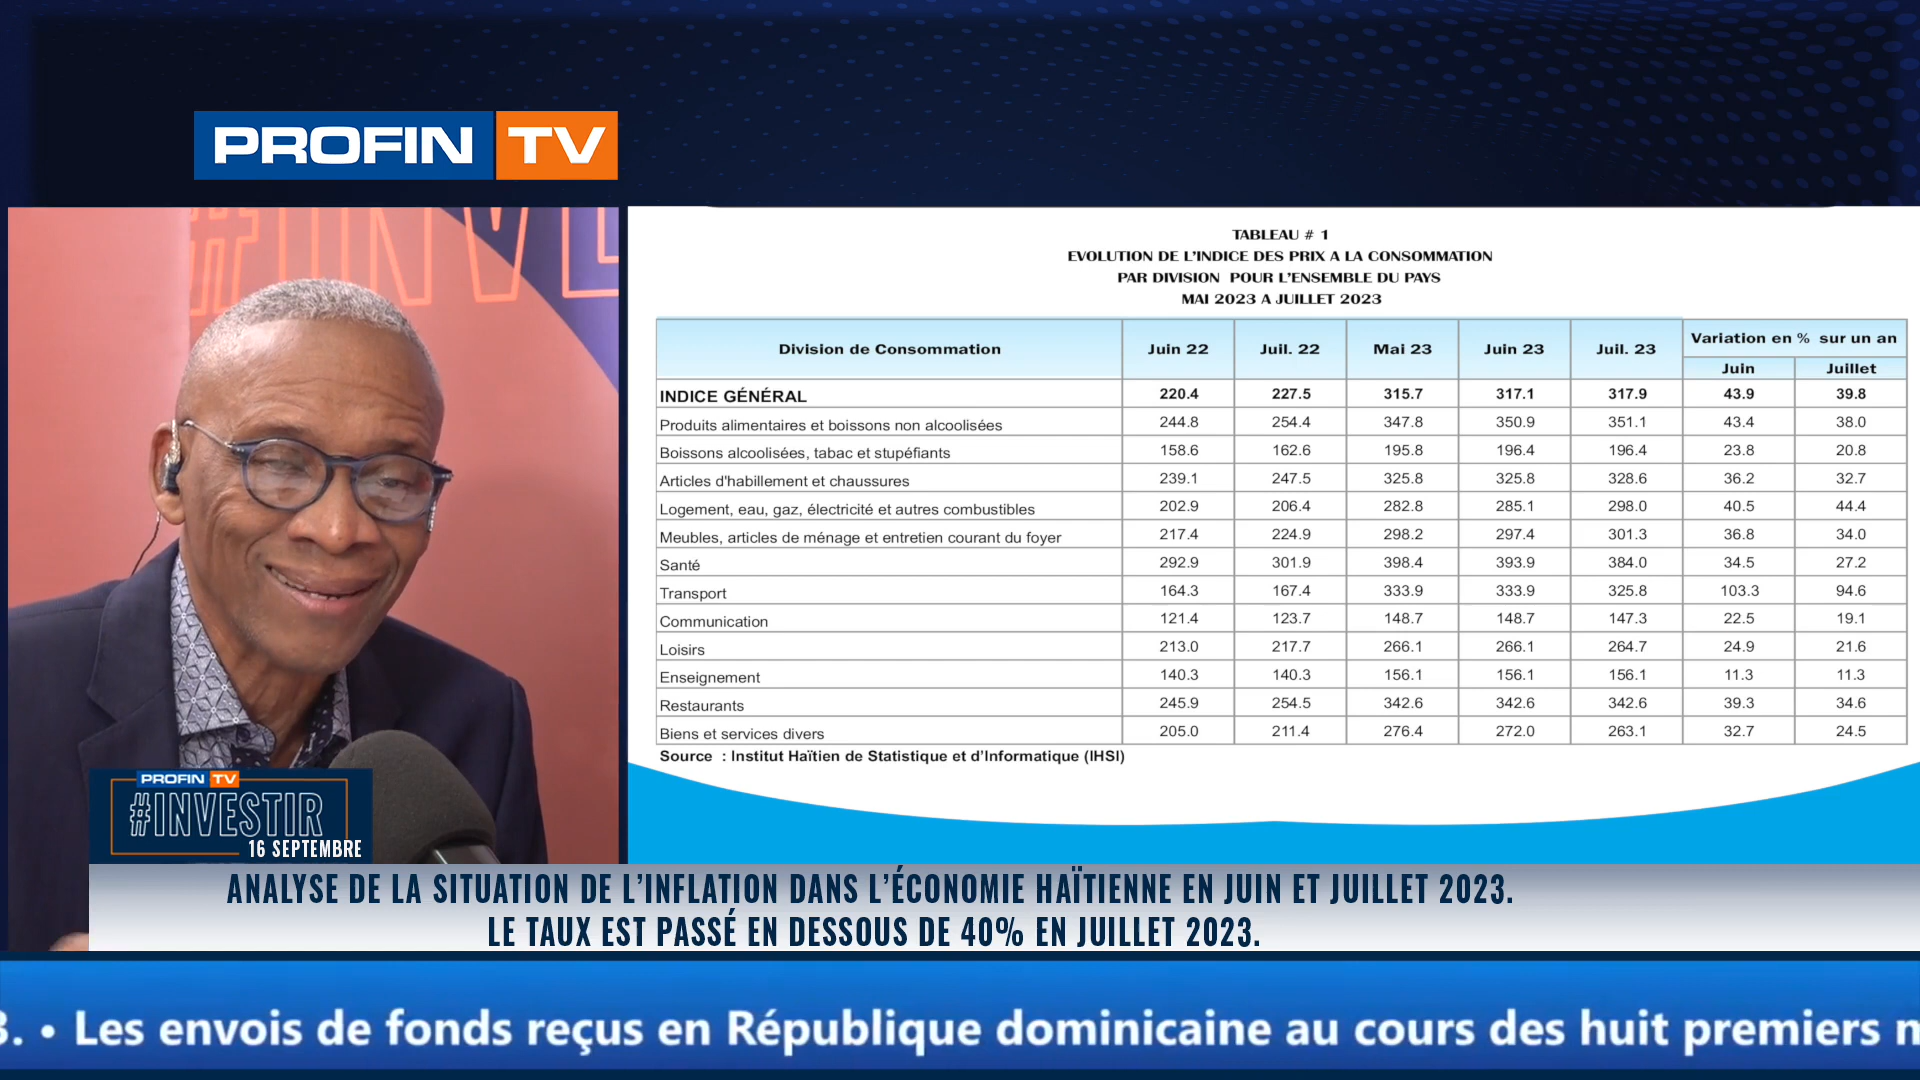 PROFIN TV
#INVE
TABLEAU # 1
EVOLUTION DE L'INDICE DES PRIX A LA CONSOMMATION
PAR DIVISION POUR L'ENSEMBLE DU PAYS
MAI 2023 A JUILLET 2023
Division de Consommation Juin 22 Juil. 22 Mai 23 Juin 23 Juil. 23 Variation en % sur un an
Juin Juillet
INDICE GÉNÉRAL 220.4 227.5 315.7 317.1 317.9 43.9 39.8
Produits alimentaires et boissons non alcoolisées 244.8 254.4 347.8 350.9 351.1 43.4 38.0
Boissons alcoolisées, tabac et stupéfiants 158.6 162.6 195.8 196.4 196.4 23.8 20.8
Articles d'habillement et chaussures 239.1 247.5 325.8 325.8 328.6 36.2 32.7
Logement, eau, gaz, électricité et autres combustibles 202.9 206.4 282.8 285.1 298.0 40.5 44.4
Meubles, articles de ménage et entretien courant du foyer 217.4 224.9 298.2 297.4 301.3 36.8 34.0
Santé 292.9 301.9 398.4 393.9 384.0 34.5 27.2
Transport 164.3 167.4 333.9 333.9 325.8 103.3 94.6
Communication 121.4 123.7 148.7 148.7 147.3 22.5 19.1
Loisirs 213.0 217.7 266.1 266.1 264.7 24.9 21.6
Enseignement 140.3 140.3 156.1 156.1 156.1 11.3 11.3
Restaurants 245.9 254.5 342.6 342.6 342.6 39.3 34.6
Biens et services divers 205.0 211.4 276.4 272.0 263.1 32.7 24.5
Source : Institut Haïtien de Statistique et d'Informatique (IHSI)
PROFIN TV
#INVESTIR
16 SEPTEMBRE
ANALYSE DE LA SITUATION DE L'INFLATION DANS L'ÉCONOMIE HAÏTIENNE EN JUIN ET JUILLET 2023.
LE TAUX EST PASSÉ EN DESSOUS DE 40% EN JUILLET 2023.
3. • Les envois de fonds reçus en République dominicaine au cours des huit premiers m